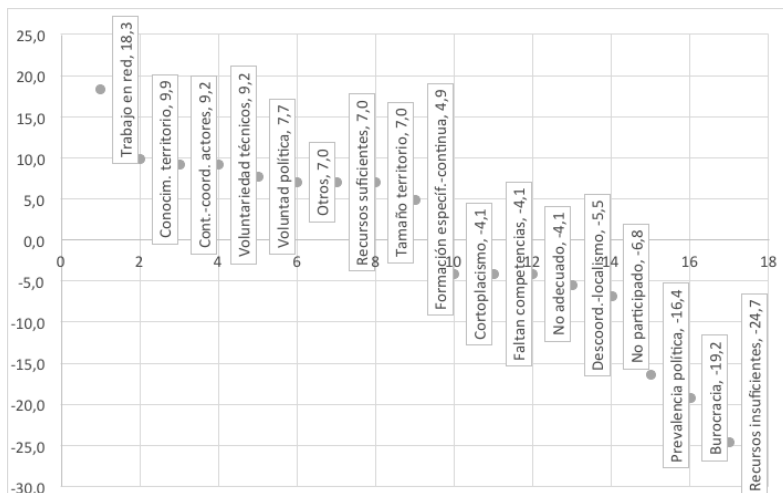 25,0
20,0
15,0
10,0
5,0
0,0
-5,0
-10,0
-15,0
-20,0
-25,0
-30,0
0
2
4
6
8
10
12
14
16
18
Trabajo en red, 18,3
Conocim. territorio, 9,9
Cont.-coord. actores, 9,2
Voluntariedad técnicos, 9,2
Voluntad política, 7,7
Otros, 7,0
Recursos suficientes, 7,0
Tamaño territorio, 7,0
Formación específ.-continua, 4,9
Cortoplacismo, -4,1
Faltan competencias, -4,1
No adecuado, -4,1
Descoord.-localismo, -5,5
No participado, -6,8
Prevalencia política, -16,4
Burocracia, -19,2
Recursos insuficientes, -24,7